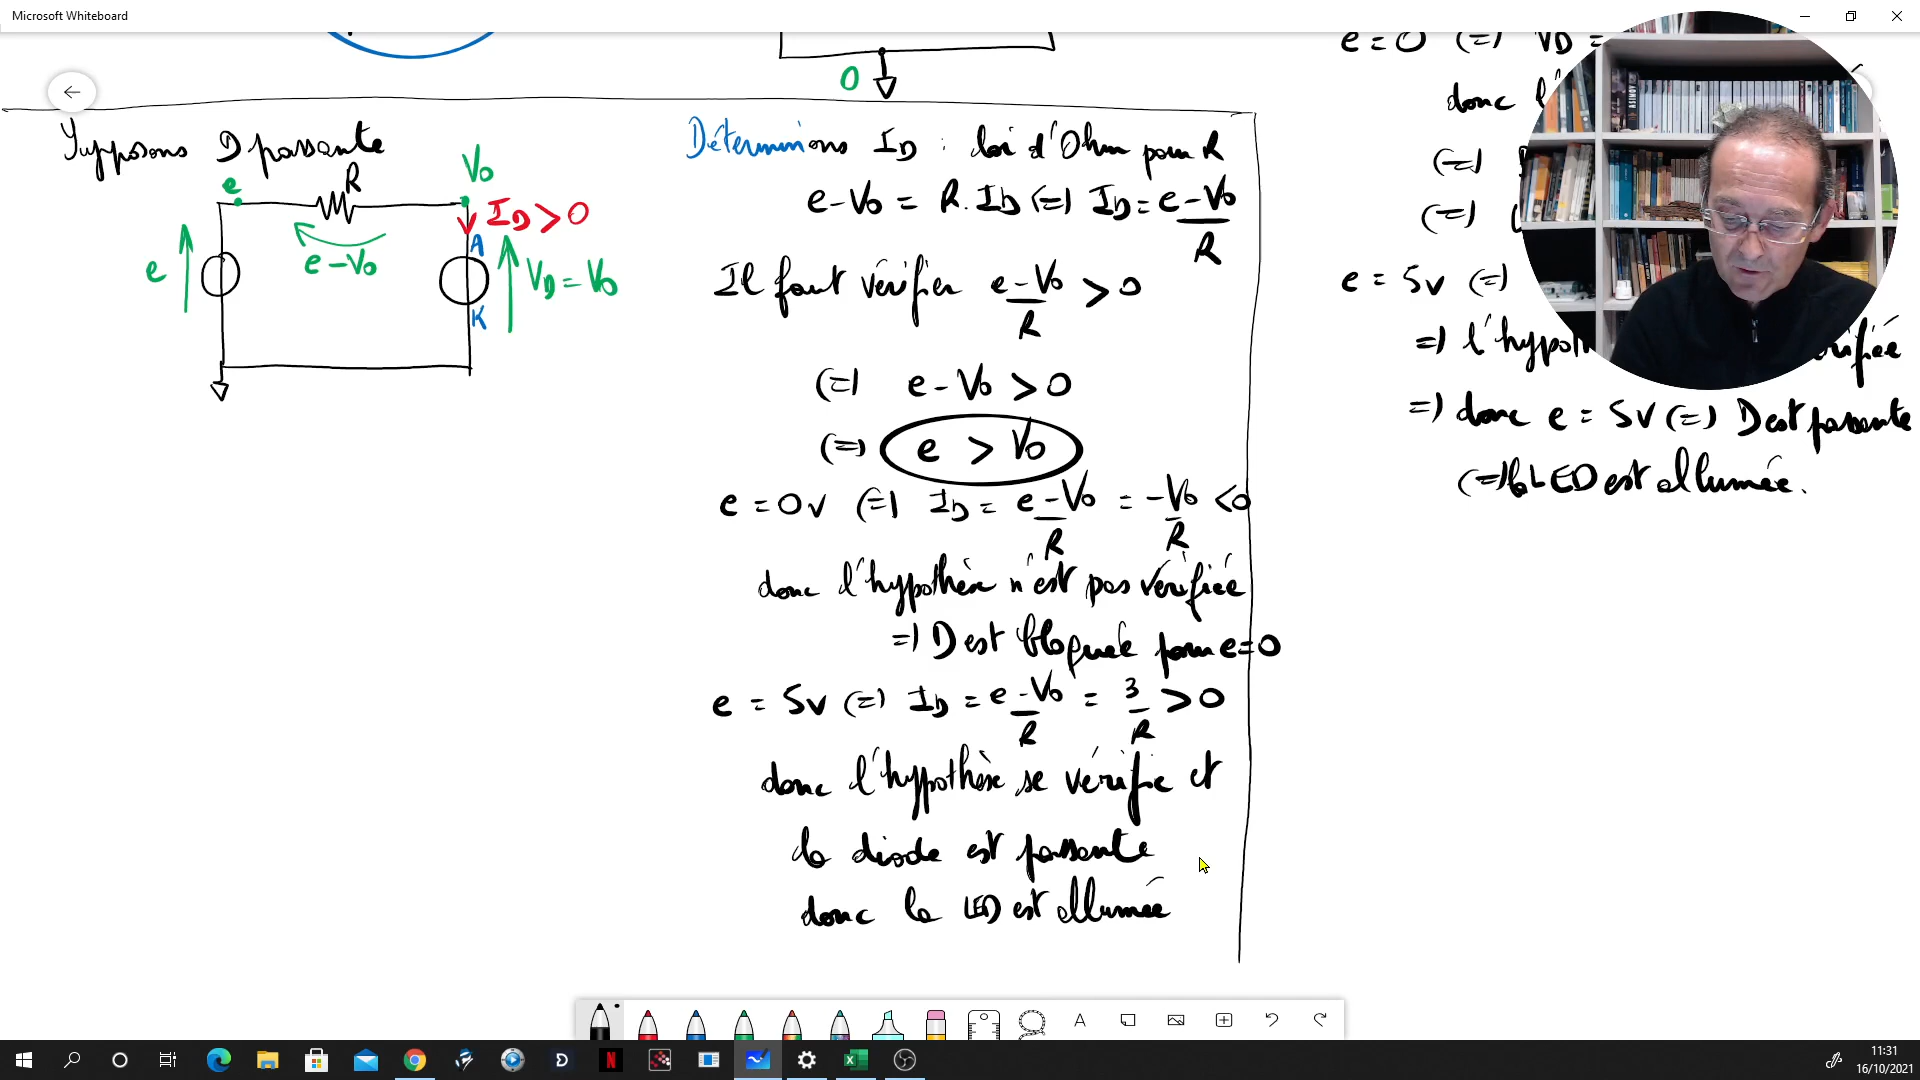 Microsoft Whiteboard
0
Supposons D passante
e
R
V0
ID > 0
A
e
e - V0
VD = V0
K
Déterminons ID : loi d'Ohm pour R
e - V0 = R. ID (=) ID = e - V0 / R
Il faut vérifier e - V0 / R > 0
(=) e - V0 > 0
(=) e > V0
e = 0v (=) ID = e - V0 / R = - V0 / R < 0
donc l'hypothèse n'est pas vérifiée
=) D est bloquée pour e = 0
e = 5v (=) ID = e - V0 / R = 3 / R > 0
donc l'hypothèse se vérifie et
la diode est passante
donc la LED est allumée
e = 0 (=) VD =
donc l'
(=)
(=)
e = 5v (=)
=) l'hypoth
rifiée
=) donc e = 5v (=) D est passante
(=) la LED est allumée.
A
11:31
16/10/2021